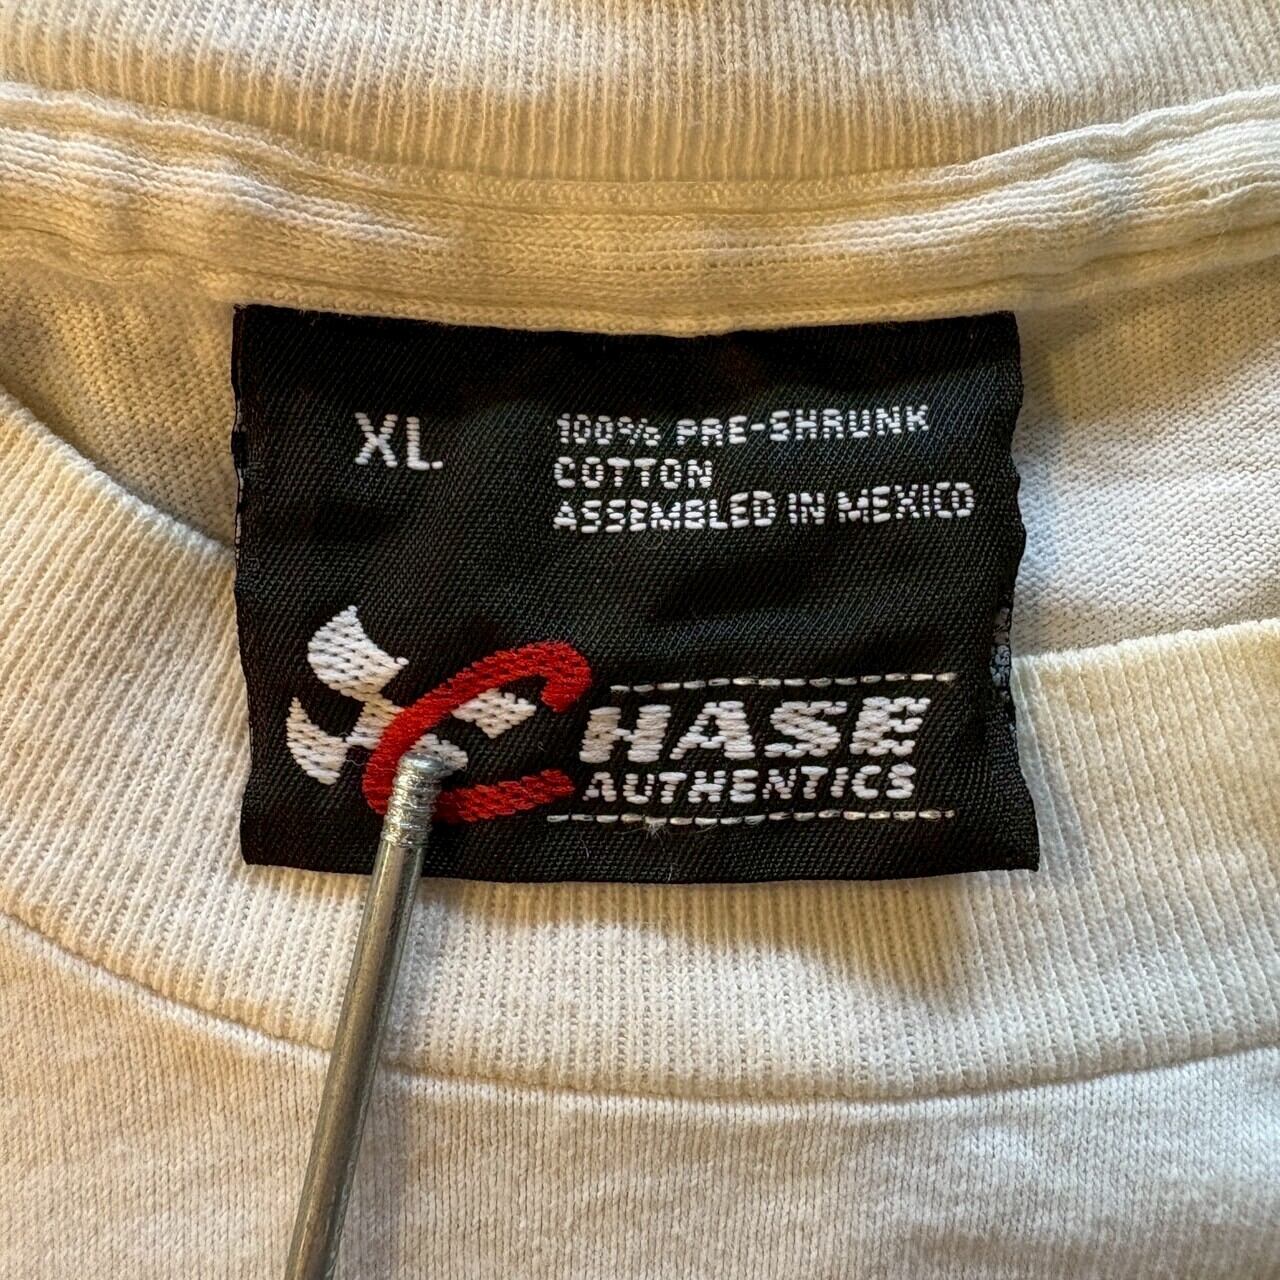 XL
100% PRE-SHRUNK
COTTON
ASSEMBLED IN MEXICO
CHASE
AUTHENTICS